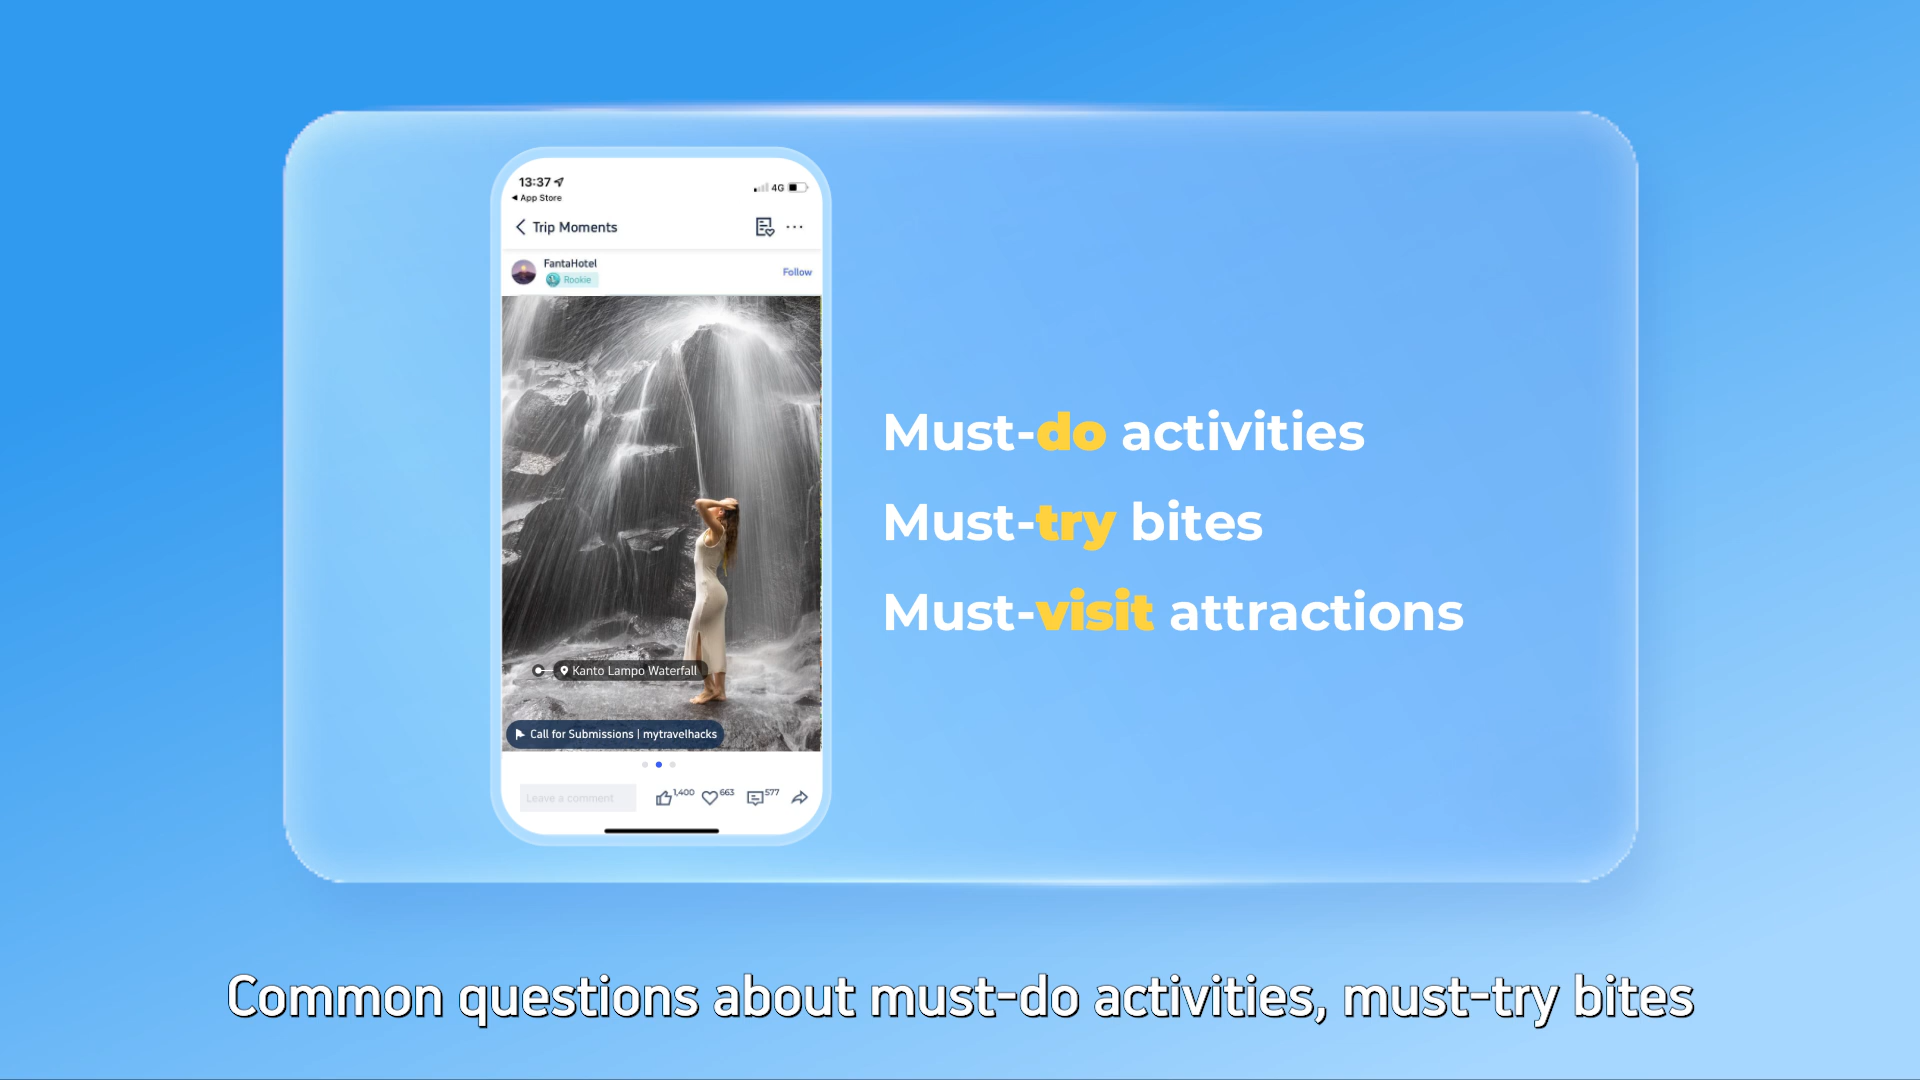 13:37
4G
App Store
Trip Moments
FantaHotel
Rookie
Follow
Kanto Lampo Waterfall
Call for Submissions | mytravelhacks
Leave a comment
1,400
663
577
Must-do activities
Must-try bites
Must-visit attractions
Common questions about must-do activities, must-try bites